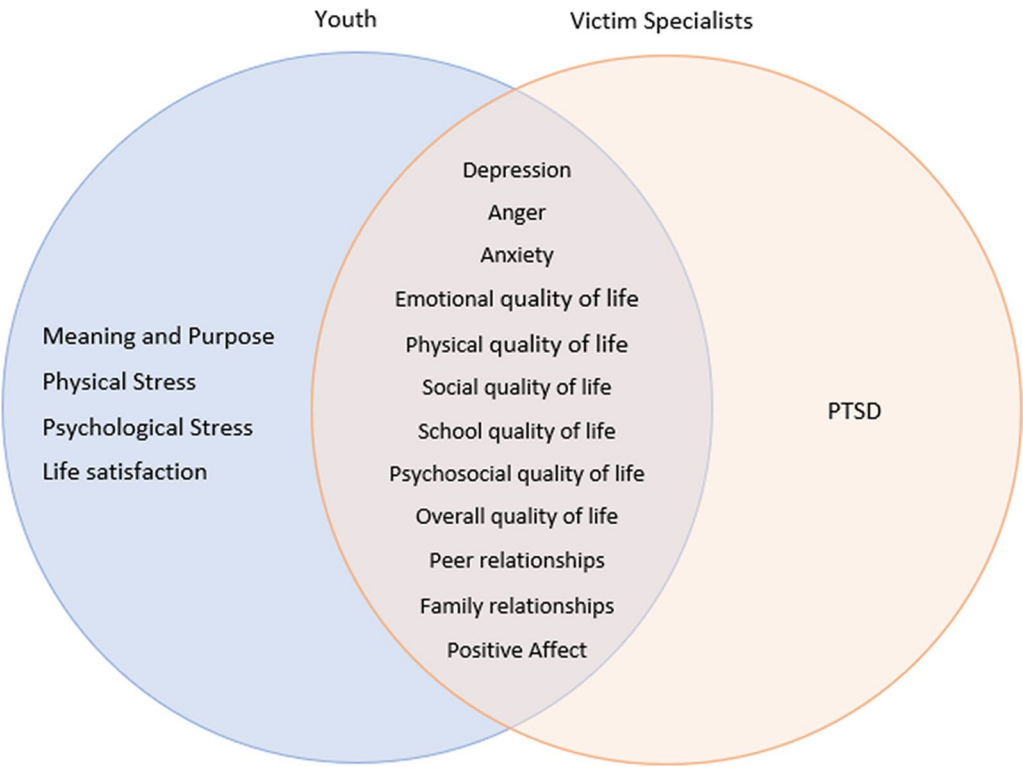 Youth
Victim Specialists
Depression
Anger
Anxiety
Emotional quality of life
Physical quality of life
Social quality of life
School quality of life
Psychosocial quality of life
Overall quality of life
Peer relationships
Family relationships
Positive Affect
Meaning and Purpose
Physical Stress
Psychological Stress
Life satisfaction
PTSD